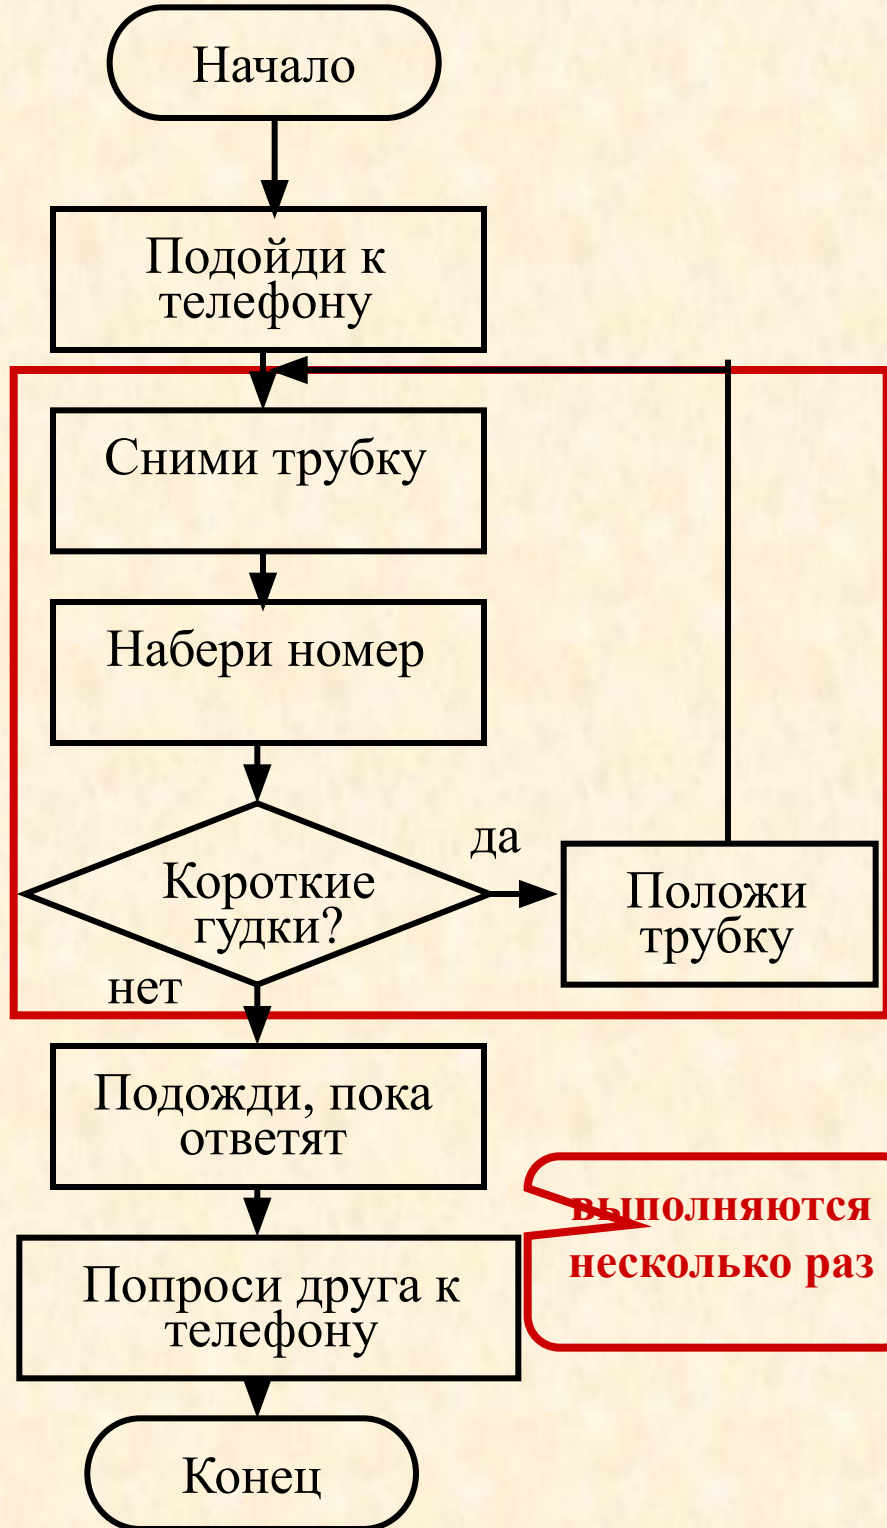 Начало
Подойди к
телефону
Сними трубку
Набери номер
да
Короткие
гудки?
Положи
трубку
нет
Подожди, пока
ответят
выполняются
несколько раз
Попроси друга к
телефону
Конец